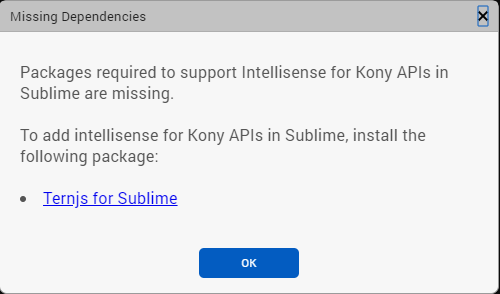 Missing Dependencies
Packages required to support Intellisense for Kony APIs in
Sublime are missing.
To add intellisense for Kony APIs in Sublime, install the
following package:
• Ternjs for Sublime
OK